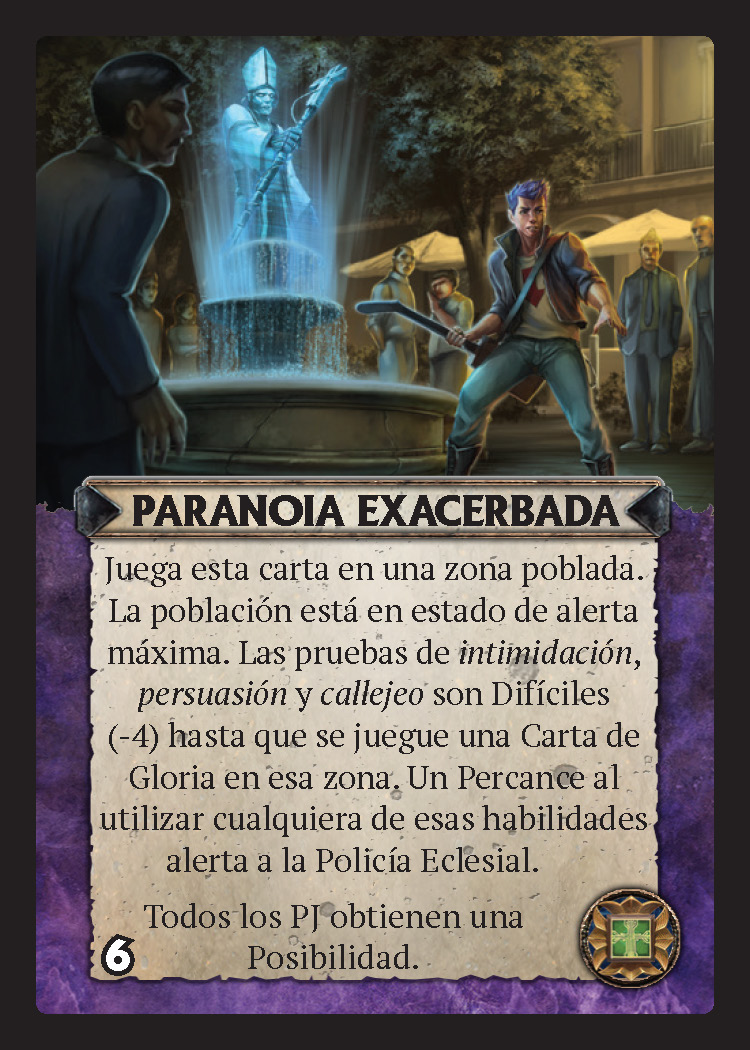 PARANOIA EXACERBADA
Juega esta carta en una zona poblada.
La población está en estado de alerta
máxima. Las pruebas de intimidación,
persuasión y callejeo son Difíciles
(-4) hasta que se juegue una Carta de
Gloria en esa zona. Un Percance al
utilizar cualquiera de esas habilidades
alerta a la Policía Eclesial.
Todos los PJ obtienen una
Posibilidad.
6